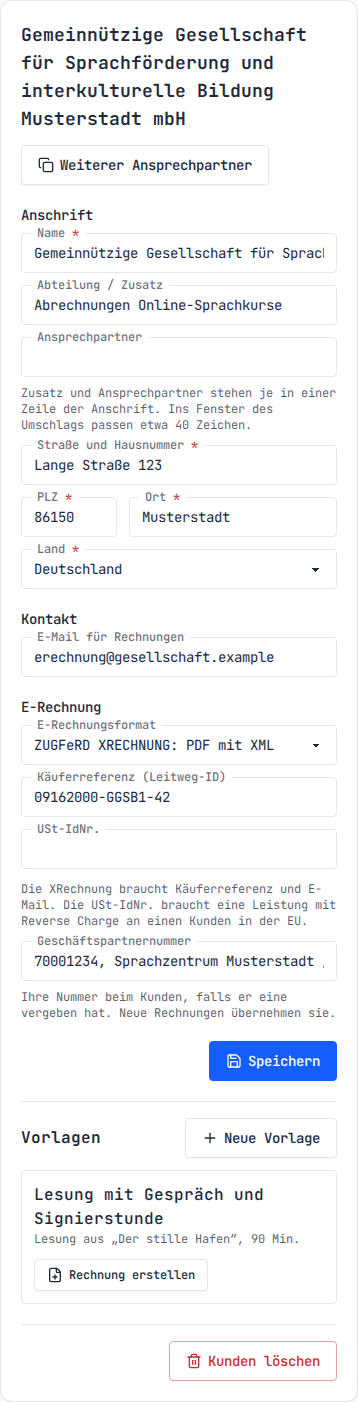 Gemeinnützige Gesellschaft
für Sprachförderung und
interkulturelle Bildung
Musterstadt mbH
Weiterer Ansprechpartner
Anschrift
Name *
Gemeinnützige Gesellschaft für Sprac
Abteilung / Zusatz
Abrechnungen Online-Sprachkurse
Ansprechpartner
Zusatz und Ansprechpartner stehen je in einer
Zeile der Anschrift. Ins Fenster des
Umschlags passen etwa 40 Zeichen.
Straße und Hausnummer *
Lange Straße 123
PLZ *
86150
Ort *
Musterstadt
Land *
Deutschland
Kontakt
E-Mail für Rechnungen
erechnung@gesellschaft.example
E-Rechnung
E-Rechnungsformat
ZUGFeRD XRECHNUNG: PDF mit XML
Käuferreferenz (Leitweg-ID)
09162000-GGSB1-42
USt-IdNr.
Die XRechnung braucht Käuferreferenz und E-
Mail. Die USt-IdNr. braucht eine Leistung mit
Reverse Charge an einen Kunden in der EU.
Geschäftspartnernummer
70001234, Sprachzentrum Musterstadt
Ihre Nummer beim Kunden, falls er eine
vergeben hat. Neue Rechnungen übernehmen sie.
Speichern
Vorlagen
+ Neue Vorlage
Lesung mit Gespräch und
Signierstunde
Lesung aus „Der stille Hafen“, 90 Min.
Rechnung erstellen
Kunden löschen